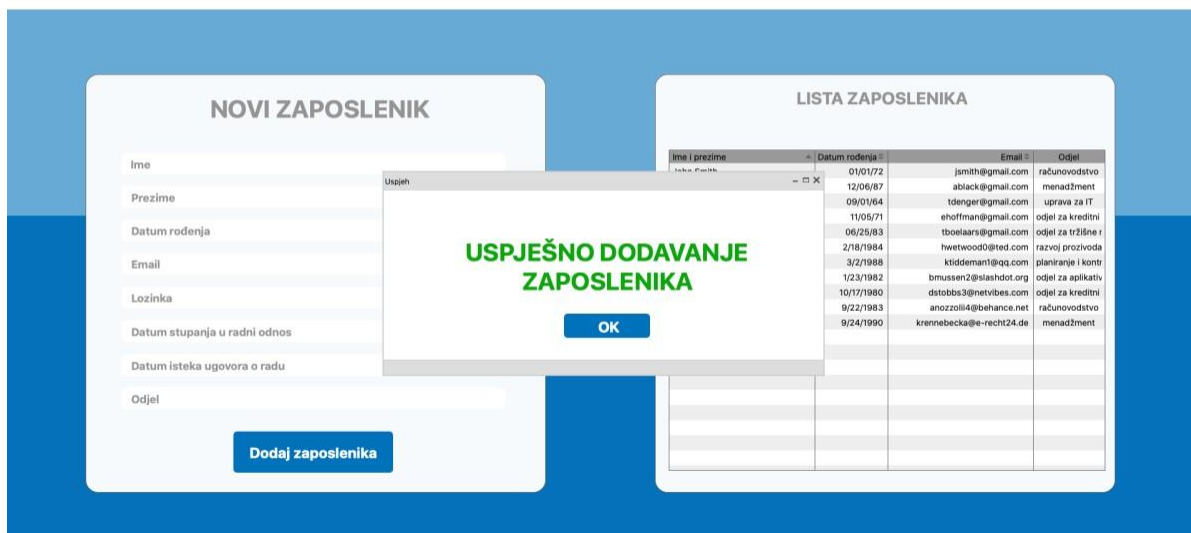 NOVI ZAPOSLENIK
Ime
Prezime
Datum rođenja
Email
Lozinka
Datum stupanja u radni odnos
Datum isteka ugovora o radu
Odjel
Dodaj zaposlenika
Uspjeh
USPJEŠNO DODAVANJE
ZAPOSLENIKA
OK
LISTA ZAPOSLENIKA
Ime i prezime Datum rođenja Email Odjel
John Smith 01/01/72 jsmith@gmail.com računovodstvo
12/06/87 ablack@gmail.com menadžment
09/01/64 tdenger@gmail.com uprava za IT
11/05/71 ehoffman@gmail.com odjel za kreditni
06/25/83 tboelaars@gmail.com odjel za tržišne r
2/18/1984 hwetwood0@ted.com razvoj prozivoda
3/2/1988 ktiddeman1@qq.com planiranje i kontr
1/23/1982 bmussen2@slashdot.org odjel za aplikativ
10/17/1980 dstobbs3@netvibes.com odjel za kreditni
9/22/1983 anozzolii4@behance.net računovodstvo
9/24/1990 krennebecka@e-recht24.de menadžment